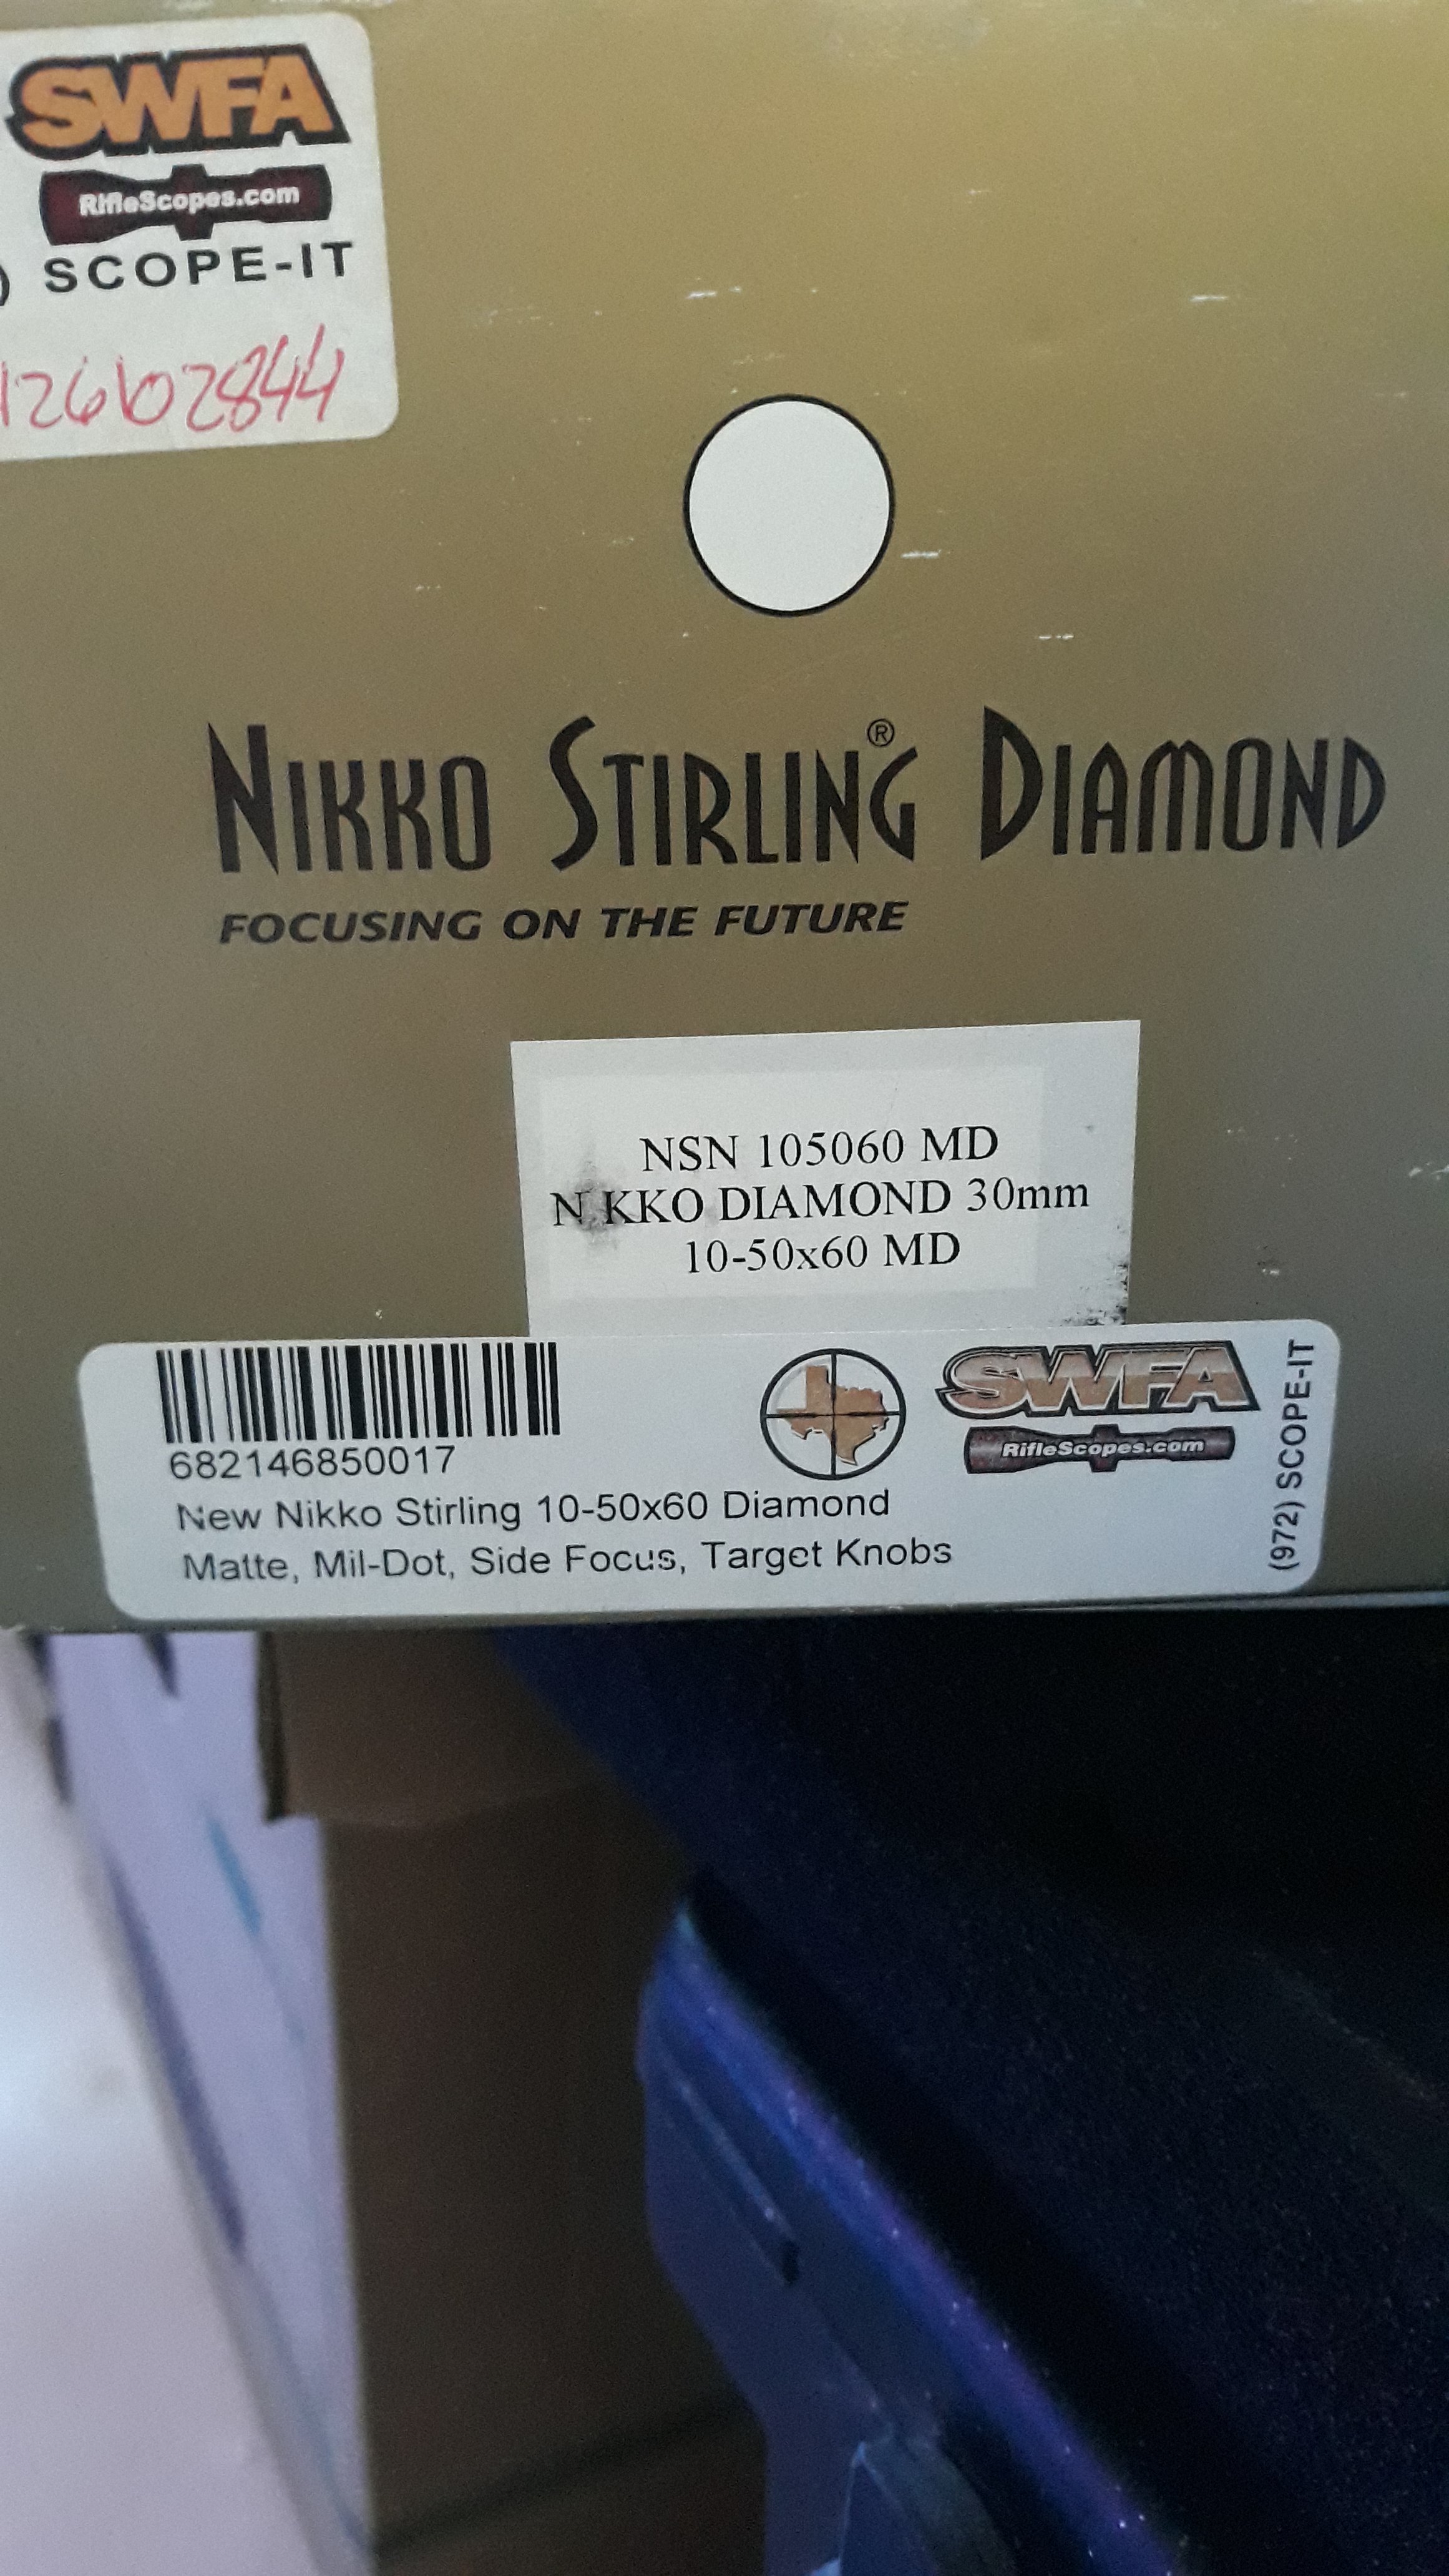 SWFA
RifleScopes.com
) SCOPE-IT
12602844
NIKKO STIRLING® DIAMOND
FOCUSING ON THE FUTURE
NSN 105060 MD
N KKO DIAMOND 30mm
10-50x60 MD
682146850017
New Nikko Stirling 10-50x60 Diamond
Matte, Mil-Dot, Side Focus, Target Knobs
SWFA
RifleScopes.com
(972) SCOPE-IT